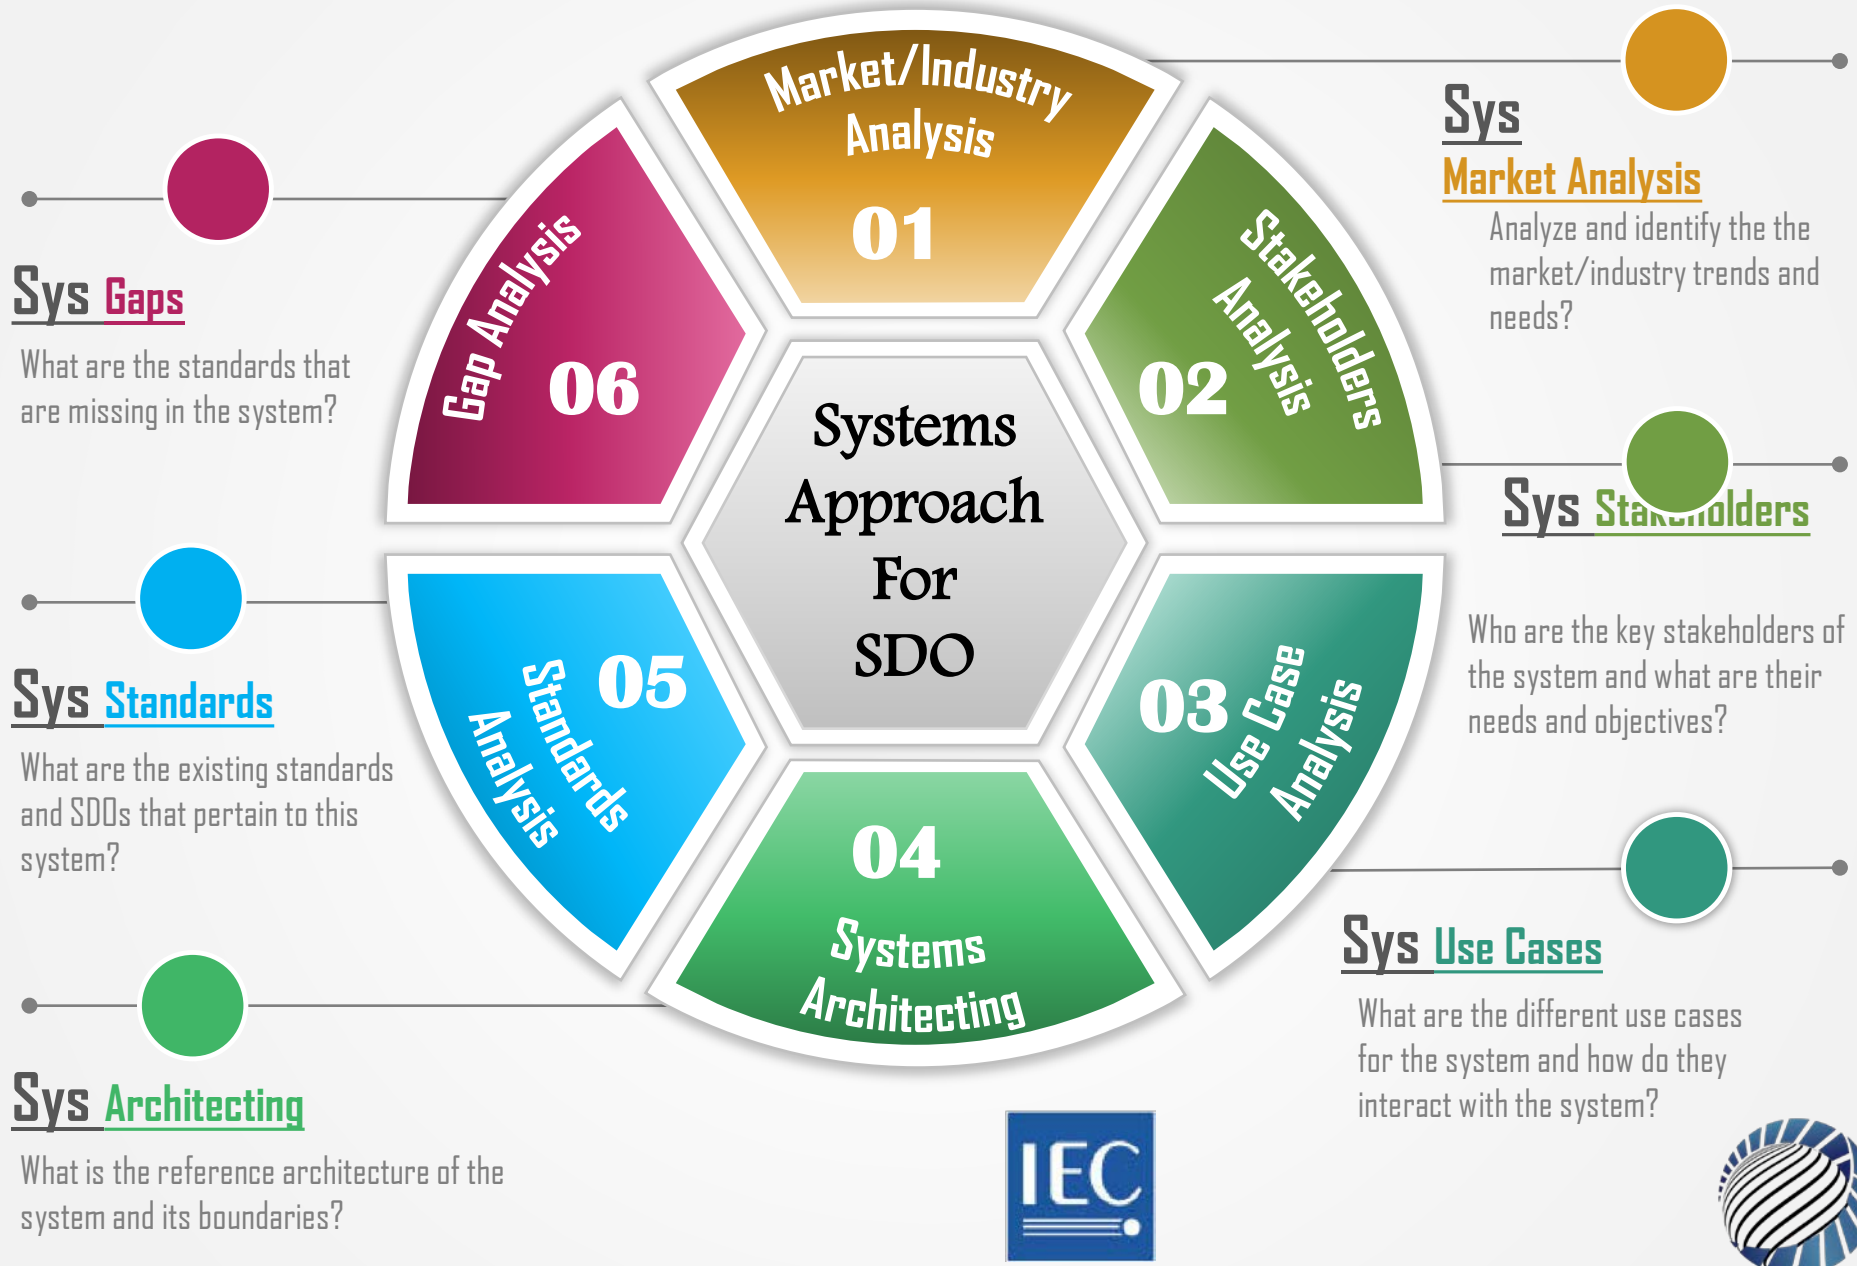 Market/Industry
Analysis
01
Stakeholders
Analysis
02
03
Use Case
Analysis
04
Systems
Architecting
05
Standards
Analysis
Gap Analysis
06
Systems
Approach
For
SDO
Sys
Market Analysis
Analyze and identify the the
market/industry trends and
needs?
Sys Stakeholders
Who are the key stakeholders of
the system and what are their
needs and objectives?
Sys Use Cases
What are the different use cases
for the system and how do they
interact with the system?
Sys Gaps
What are the standards that
are missing in the system?
Sys Standards
What are the existing standards
and SDOs that pertain to this
system?
Sys Architecting
What is the reference architecture of the
system and its boundaries?
IEC